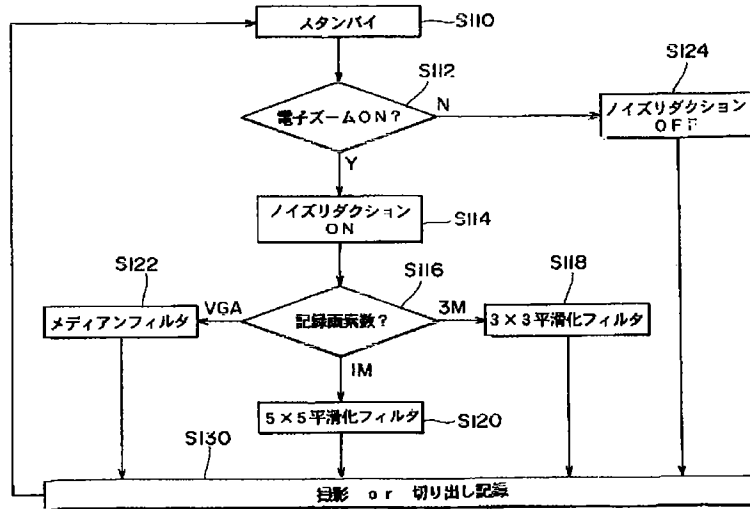 スタンバイ
S110
S112
電子ズームON?
N
S124
ノイズリダクション
OFF
Y
ノイズリダクション
ON
S114
S122
VGA
メディアンフィルタ
S116
記録画素数?
3M
S118
3×3平滑化フィルタ
1M
5×5平滑化フィルタ
S120
S130
撮影 or 切り出し記録